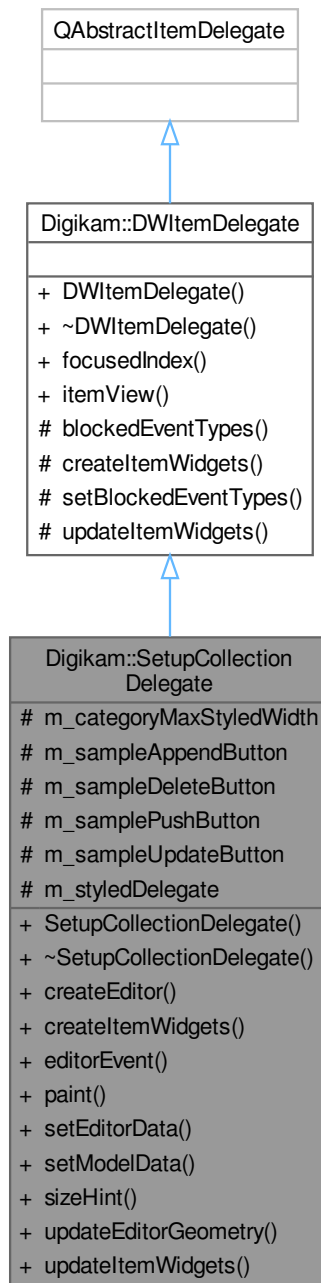 QAbstractItemDelegate
Digikam::DWItemDelegate
+ DWItemDelegate()
+ ~DWItemDelegate()
+ focusedIndex()
+ itemView()
# blockedEventTypes()
# createItemWidgets()
# setBlockedEventTypes()
# updateItemWidgets()
Digikam::SetupCollection
Delegate
# m_categoryMaxStyledWidth
# m_sampleAppendButton
# m_sampleDeleteButton
# m_samplePushButton
# m_sampleUpdateButton
# m_styledDelegate
+ SetupCollectionDelegate()
+ ~SetupCollectionDelegate()
+ createEditor()
+ createItemWidgets()
+ editorEvent()
+ paint()
+ setEditorData()
+ setModelData()
+ sizeHint()
+ updateEditorGeometry()
+ updateItemWidgets()